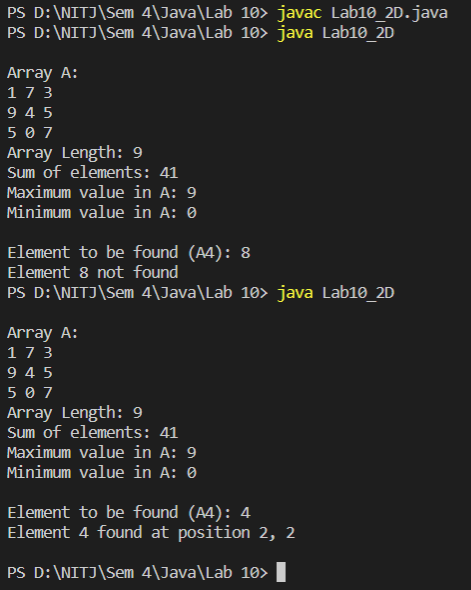 PS D:\NITJ\Sem 4\Java\Lab 10> javac Lab10_2D.java
PS D:\NITJ\Sem 4\Java\Lab 10> java Lab10_2D
Array A:
1 7 3
9 4 5
5 0 7
Array Length: 9
Sum of elements: 41
Maximum value in A: 9
Minimum value in A: 0
Element to be found (A4): 8
Element 8 not found
PS D:\NITJ\Sem 4\Java\Lab 10> java Lab10_2D
Array A:
1 7 3
9 4 5
5 0 7
Array Length: 9
Sum of elements: 41
Maximum value in A: 9
Minimum value in A: 0
Element to be found (A4): 4
Element 4 found at position 2, 2
PS D:\NITJ\Sem 4\Java\Lab 10>